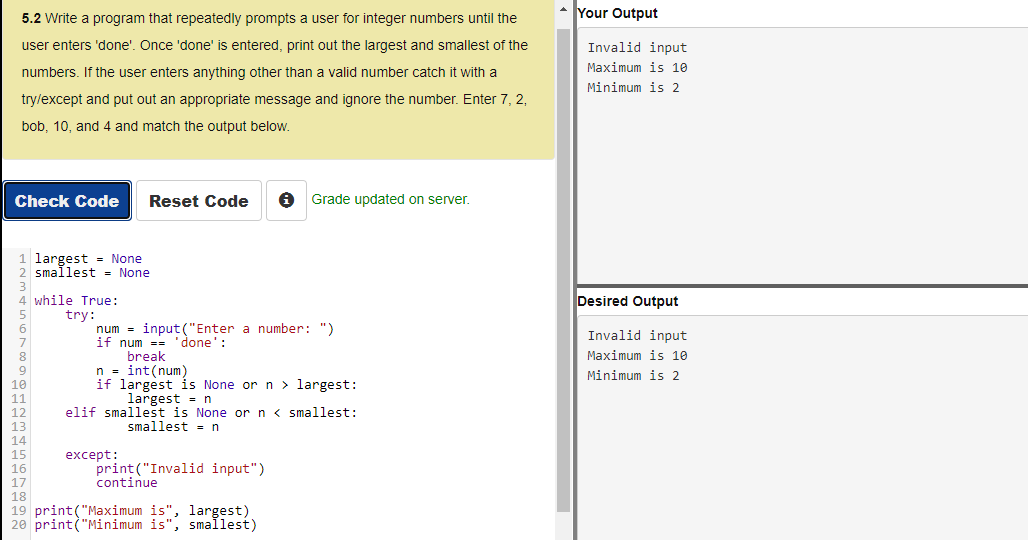 5.2 Write a program that repeatedly prompts a user for integer numbers until the
user enters 'done'. Once 'done' is entered, print out the largest and smallest of the
numbers. If the user enters anything other than a valid number catch it with a
try/except and put out an appropriate message and ignore the number. Enter 7, 2,
bob, 10, and 4 and match the output below.
Check Code
Reset Code
Grade updated on server.
1 largest = None
2 smallest = None
3
4 while True:
5     try:
6         num = input("Enter a number: ")
7         if num == 'done':
8             break
9         n = int(num)
10         if largest is None or n > largest:
11             largest = n
12     elif smallest is None or n < smallest:
13             smallest = n
14
15     except:
16         print("Invalid input")
17         continue
18
19 print("Maximum is", largest)
20 print("Minimum is", smallest)
Your Output
Invalid input
Maximum is 10
Minimum is 2
Desired Output
Invalid input
Maximum is 10
Minimum is 2